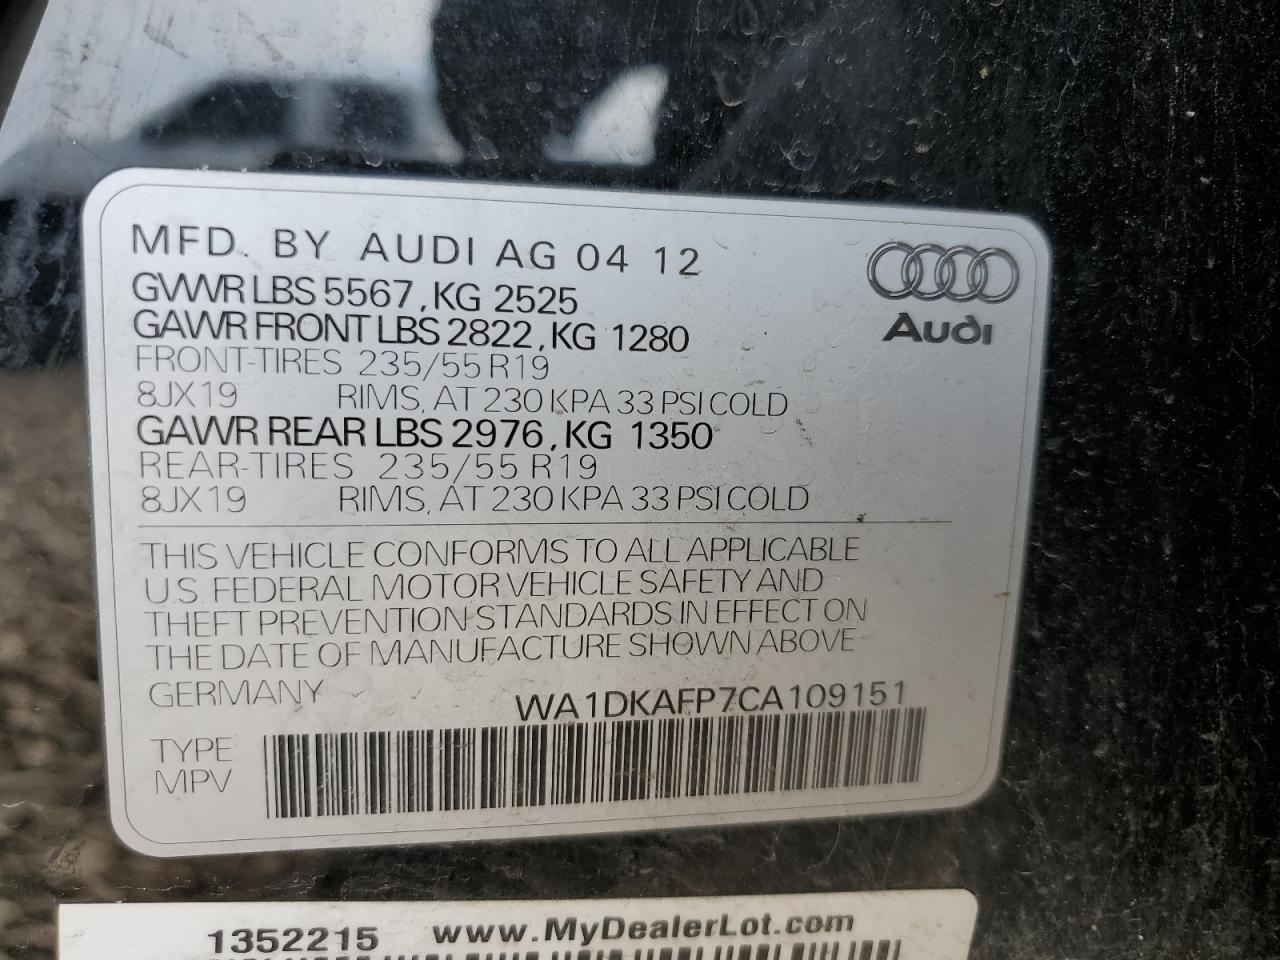 MFD. BY AUDI AG 04 12
GVWR LBS 5567, KG 2525
GAWR FRONT LBS 2822, KG 1280
FRONT-TIRES 235/55 R19
8JX19 RIMS, AT 230 KPA 33 PSI COLD
GAWR REAR LBS 2976, KG 1350
REAR-TIRES 235/55 R19
8JX19 RIMS, AT 230 KPA 33 PSI COLD
Audi
THIS VEHICLE CONFORMS TO ALL APPLICABLE
U.S. FEDERAL MOTOR VEHICLE SAFETY AND
THEFT PREVENTION STANDARDS IN EFFECT ON
THE DATE OF MANUFACTURE SHOWN ABOVE
GERMANY WA1DKAFP7CA109151
TYPE:
MPV
1352215 www.MyDealerLot.com